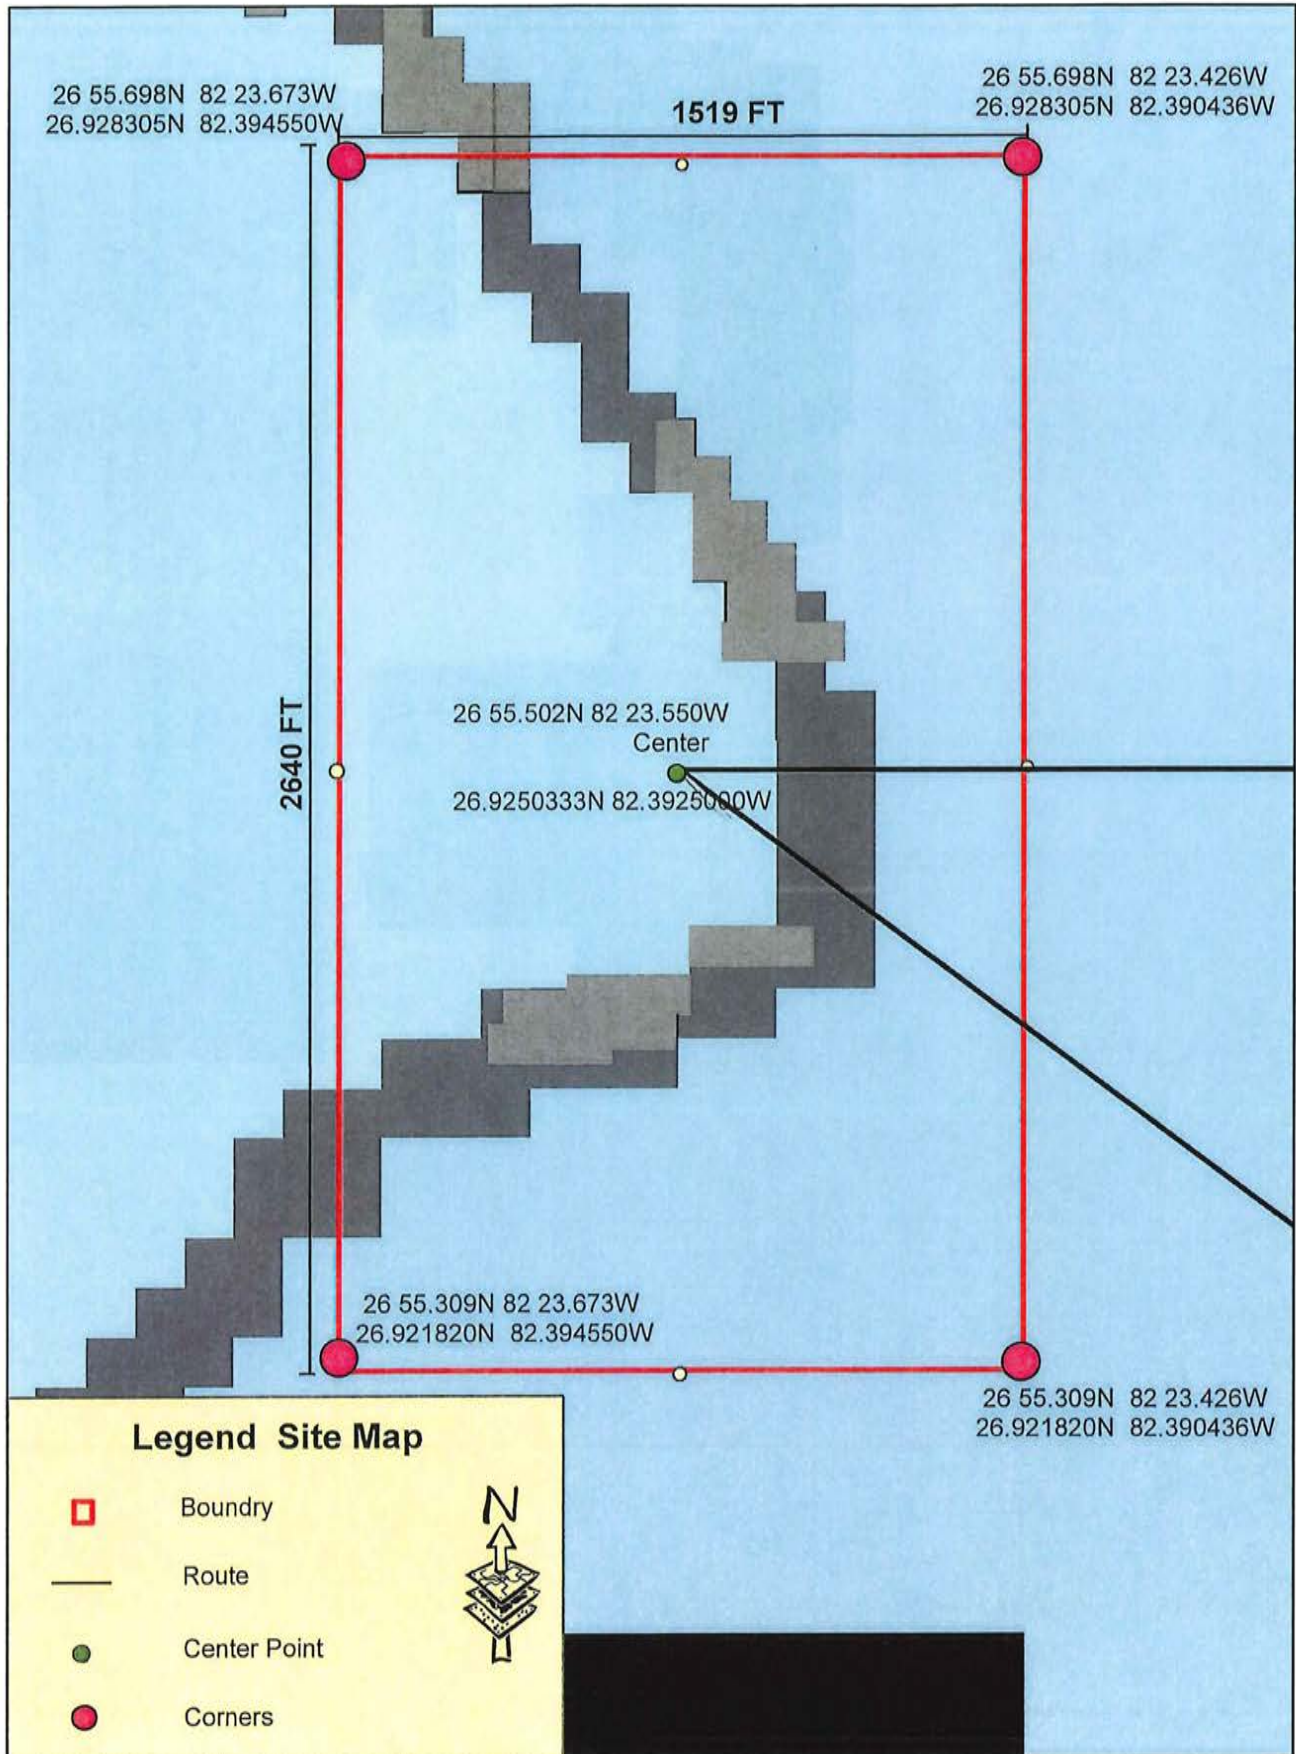 26 55.698N  82 23.673W
26.928305N  82.394550W
1519 FT
26 55.698N  82 23.426W
26.928305N  82.390436W
2640 FT
26 55.502N 82 23.550W
Center
26.9250333N 82.3925000W
26 55.309N 82 23.673W
26.921820N  82.394550W
26 55.309N  82 23.426W
26.921820N  82.390436W
Legend  Site Map
Boundry
N
Route
Center Point
Corners